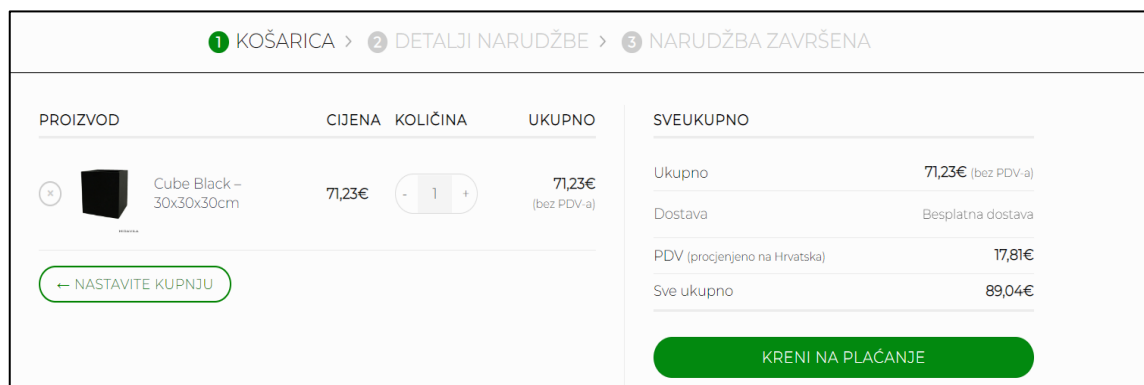 1 KOŠARICA > 2 DETALJI NARUDŽBE > 3 NARUDŽBA ZAVRŠENA
PROIZVOD CIJENA KOLIČINA UKUPNO
× Cube Black –
30x30x30cm
71,23€ - 1 + 71,23€
(bez PDV-a)
← NASTAVITE KUPNJU
SVEUKUPNO
Ukupno 71,23€ (bez PDV-a)
Dostava Besplatna dostava
PDV (procjenjeno na Hrvatska) 17,81€
Sve ukupno 89,04€
KRENI NA PLAĆANJE